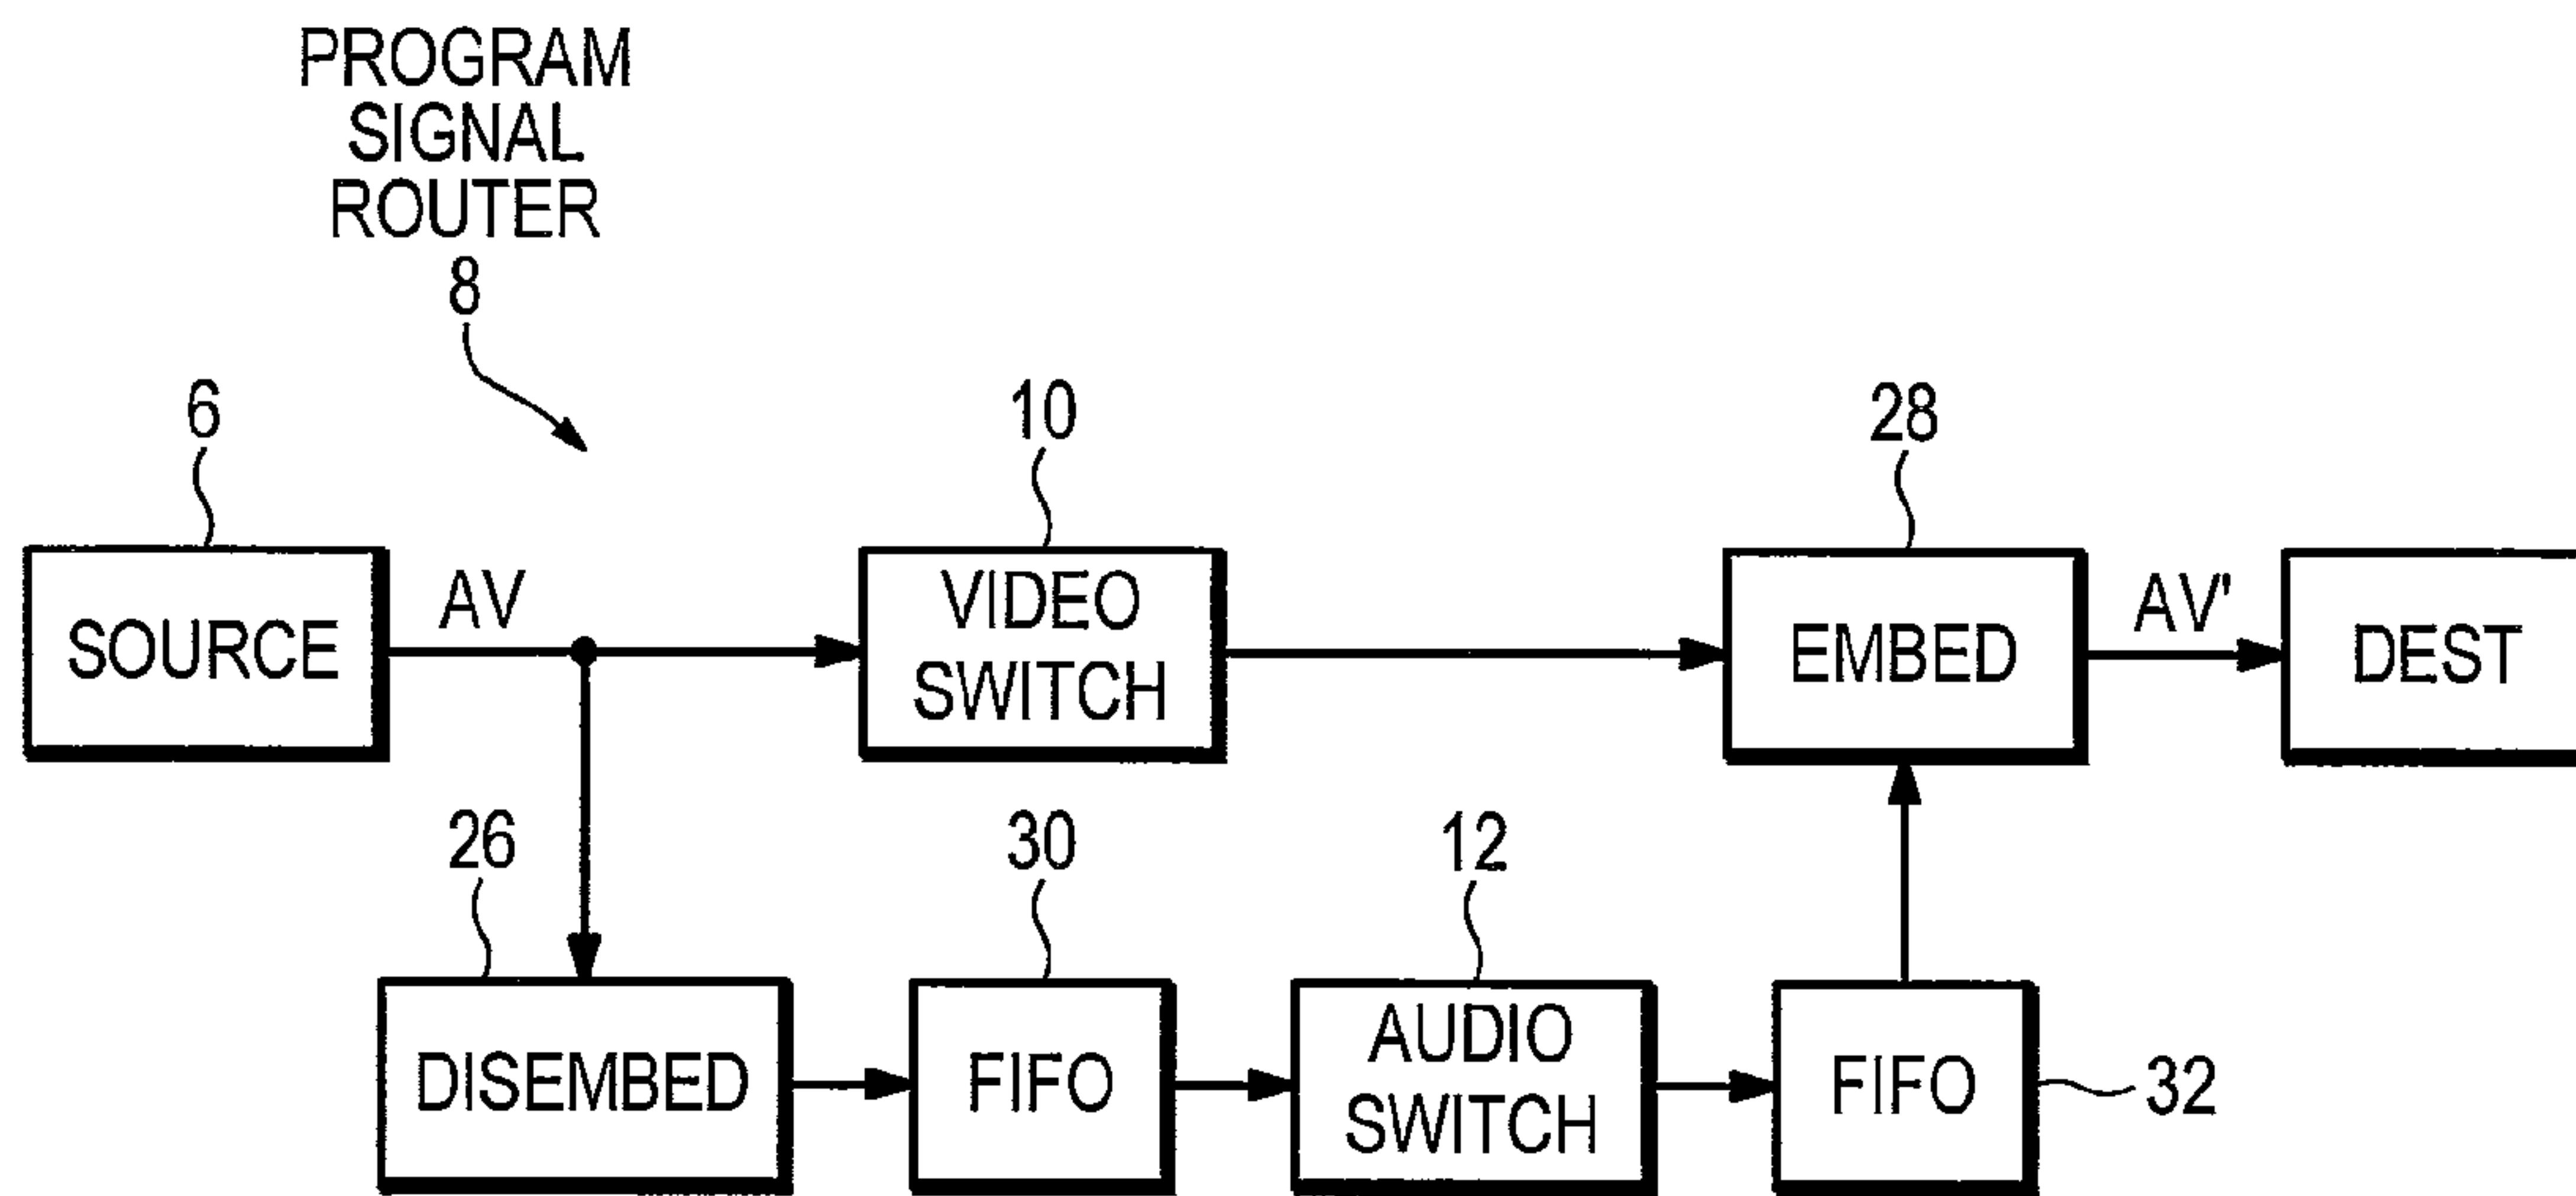 PROGRAM
SIGNAL
ROUTER
8
6
10
28
SOURCE
AV
VIDEO
SWITCH
EMBED
AV'
DEST
26
30
12
DISEMBED
FIFO
AUDIO
SWITCH
FIFO
32